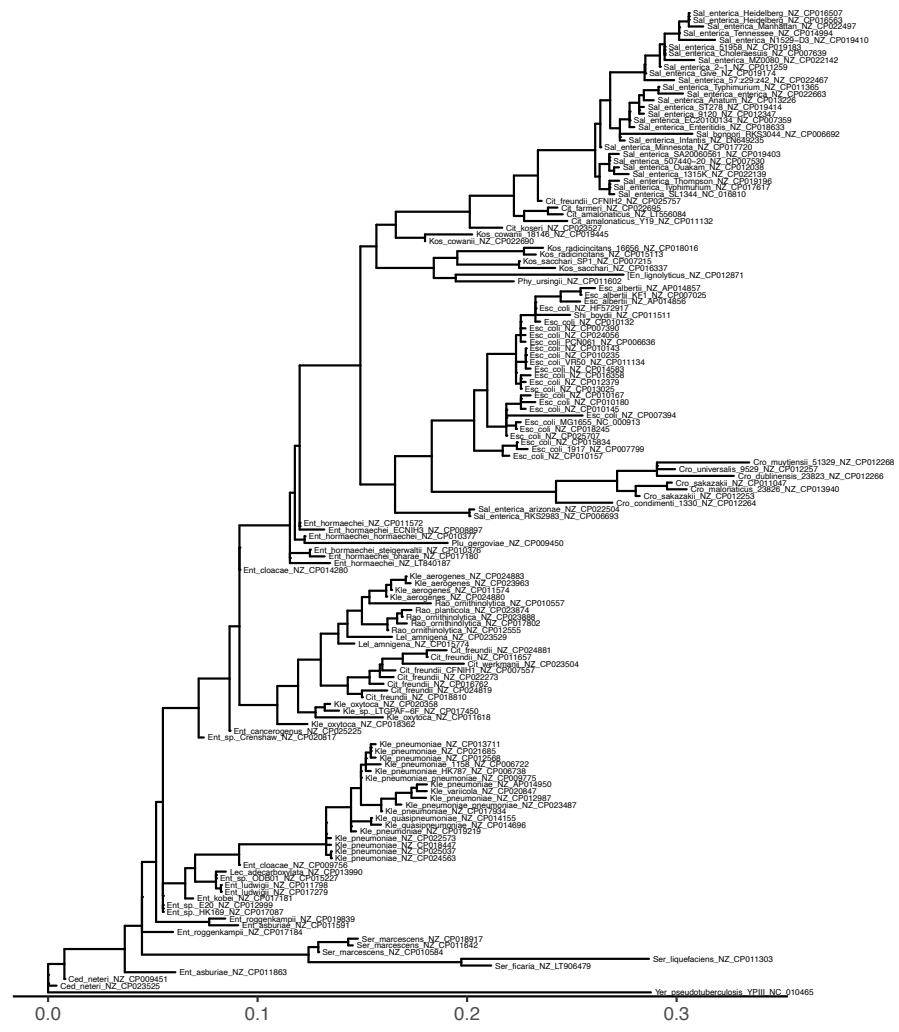 Sal_enterica_Heidelberg_NZ_CP016507
Sal_enterica_Heidelberg_NZ_CP016563
Sal_enterica_Manhattan_NZ_CP022497
Sal_enterica_Tennessee_NZ_CP014994
Sal_enterica_N1529−D3_NZ_CP019410
Sal_enterica_51958_NZ_CP019183
Sal_enterica_Choleraesuis_NZ_CP007639
Sal_enterica_MZ0080_NZ_CP022142
Sal_enterica_2−1_NZ_CP011259
Sal_enterica_Give_NZ_CP019174
Sal_enterica_57:z29:z42_NZ_CP022467
Sal_enterica_Typhimurium_NZ_CP011365
Sal_enterica_enterica_NZ_CP022663
Sal_enterica_Anatum_NZ_CP013226
Sal_enterica_ST278_NZ_CP019414
Sal_enterica_9120_NZ_CP012347
Sal_enterica_EC20100134_NZ_CP007359
Sal_enterica_Enteritidis_NZ_CP018633
Sal_bongori_RKS3044_NZ_CP006692
Sal_enterica_Infantis_NZ_LN649235
Sal_enterica_Minnesota_NZ_CP017720
Sal_enterica_SA20060561_NZ_CP019403
Sal_enterica_507440−20_NZ_CP007530
Sal_enterica_Ouakam_NZ_CP012038
Sal_enterica_1315K_NZ_CP022139
Sal_enterica_Thompson_NZ_CP019196
Sal_enterica_Typhimurium_NZ_CP017617
Sal_enterica_SL1344_NC_016810
Cit_freundii_CFNIH2_NZ_CP025757
Cit_farmeri_NZ_CP022695
Cit_amalonaticus_NZ_LT556084
Cit_amalonaticus_Y19_NZ_CP011132
Cit_koseri_NZ_CP023527
Kos_cowanii_18146_NZ_CP019445
Kos_cowanii_NZ_CP022690
Kos_radicincitans_16656_NZ_CP018016
Kos_radicincitans_NZ_CP015113
Kos_sacchari_SP1_NZ_CP007215
Kos_sacchari_NZ_CP016337
[En_lignolyticus_NZ_CP012871
Phy_ursingii_NZ_CP011602
Esc_albertii_NZ_AP014857
Esc_albertii_KF1_NZ_CP007025
Esc_albertii_NZ_AP014856
Esc_coli_NZ_HF572917
Shi_boydii_NZ_CP011511
Esc_coli_NZ_CP010132
Esc_coli_NZ_CP007390
Esc_coli_NZ_CP024056
Esc_coli_PCN061_NZ_CP006636
Esc_coli_NZ_CP010143
Esc_coli_NZ_CP010235
Esc_coli_VR50_NZ_CP011134
Esc_coli_NZ_CP014583
Esc_coli_NZ_CP016358
Esc_coli_NZ_CP012379
Esc_coli_NZ_CP013025
Esc_coli_NZ_CP010167
Esc_coli_NZ_CP010180
Esc_coli_NZ_CP010145
Esc_coli_NZ_CP007394
Esc_coli_MG1655_NC_000913
Esc_coli_NZ_CP018245
Esc_coli_NZ_CP025707
Esc_coli_NZ_CP015834
Esc_coli_1917_NZ_CP007799
Esc_coli_NZ_CP010157
Cro_muytjensii_51329_NZ_CP012268
Cro_universalis_9529_NZ_CP012257
Cro_dublinensis_23823_NZ_CP012266
Cro_sakazakii_NZ_CP011047
Cro_malonaticus_23826_NZ_CP013940
Cro_sakazakii_NZ_CP012253
Cro_condimenti_1330_NZ_CP012264
Sal_enterica_arizonae_NZ_CP022504
Sal_enterica_RKS2983_NZ_CP006693
Ent_hormaechei_NZ_CP011572
Ent_hormaechei_ECNIH3_NZ_CP008897
Ent_hormaechei_hormaechei_NZ_CP010377
Plu_gergoviae_NZ_CP009450
Ent_hormaechei_steigerwaltii_NZ_CP010376
Ent_hormaechei_oharae_NZ_CP017180
Ent_hormaechei_NZ_LT840187
Ent_cloacae_NZ_CP014280
Kle_aerogenes_NZ_CP024883
Kle_aerogenes_NZ_CP023963
Kle_aerogenes_NZ_CP011574
Kle_aerogenes_NZ_CP024880
Rao_ornithinolytica_NZ_CP010557
Rao_planticola_NZ_CP023874
Rao_ornithinolytica_NZ_CP023888
Rao_ornithinolytica_NZ_CP017802
Rao_ornithinolytica_NZ_CP012555
Lel_amnigena_NZ_CP023529
Lel_amnigena_NZ_CP015774
Cit_freundii_NZ_CP024881
Cit_freundii_NZ_CP011657
Cit_werkmanii_NZ_CP023504
Cit_freundii_CFNIH1_NZ_CP007557
Cit_freundii_NZ_CP022273
Cit_freundii_NZ_CP016762
Cit_freundii_NZ_CP024819
Cit_freundii_NZ_CP018810
Kle_oxytoca_NZ_CP020358
Kle_sp._LTGPAF−6F_NZ_CP017450
Kle_oxytoca_NZ_CP011618
Kle_oxytoca_NZ_CP018362
Ent_cancerogenus_NZ_CP025225
Ent_sp._Crenshaw_NZ_CP020817
Kle_pneumoniae_NZ_CP013711
Kle_pneumoniae_NZ_CP021685
Kle_pneumoniae_NZ_CP012568
Kle_pneumoniae_1158_NZ_CP006722
Kle_pneumoniae_HK787_NZ_CP006738
Kle_pneumoniae_pneumoniae_NZ_CP009775
Kle_pneumoniae_NZ_AP014950
Kle_variicola_NZ_CP020847
Kle_pneumoniae_NZ_CP012987
Kle_pneumoniae_pneumoniae_NZ_CP023487
Kle_pneumoniae_NZ_CP017934
Kle_quasipneumoniae_NZ_CP014155
Kle_quasipneumoniae_NZ_CP014696
Kle_pneumoniae_NZ_CP019219
Kle_pneumoniae_NZ_CP022573
Kle_pneumoniae_NZ_CP018447
Kle_pneumoniae_NZ_CP025037
Kle_pneumoniae_NZ_CP024563
Ent_cloacae_NZ_CP009756
Lec_adecarboxylata_NZ_CP013990
Ent_sp._ODB01_NZ_CP015227
Ent_ludwigii_NZ_CP011798
Ent_ludwigii_NZ_CP017279
Ent_kobei_NZ_CP017181
Ent_sp._E20_NZ_CP012999
Ent_sp._HK169_NZ_CP017087
Ent_roggenkampii_NZ_CP019839
Ent_asburiae_NZ_CP011591
Ent_roggenkampii_NZ_CP017184
Ser_marcescens_NZ_CP018917
Ser_marcescens_NZ_CP011642
Ser_marcescens_NZ_CP010584
Ser_liquefaciens_NZ_CP011303
Ser_ficaria_NZ_LT906479
Ent_asburiae_NZ_CP011863
Ced_neteri_NZ_CP009451
Ced_neteri_NZ_CP023525
Yer_pseudotuberculosis_YPIII_NC_010465
0.0 0.1 0.2 0.3